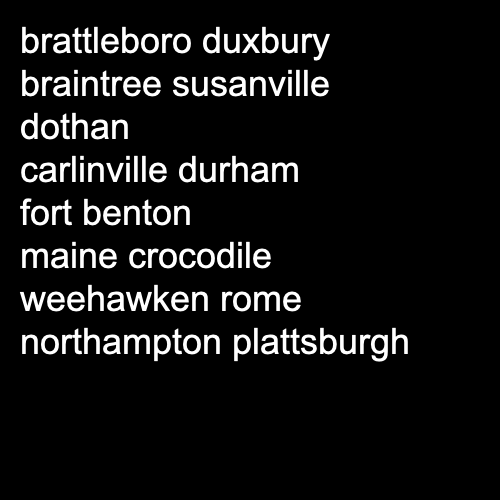 brattleboro duxbury
braintree susanville
dothan
carlinville durham
fort benton
maine crocodile
weehawken rome
northampton plattsburgh